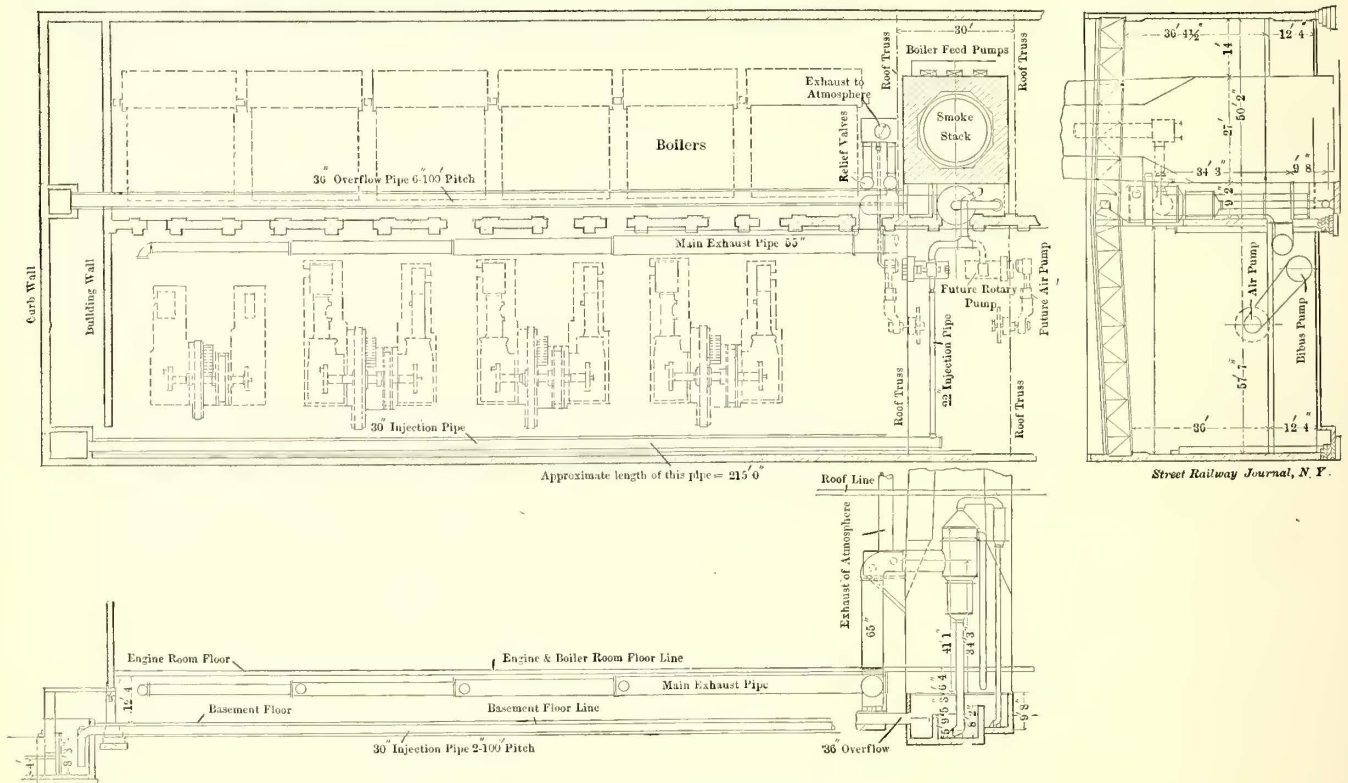 30'
Roof Truss
Boiler Feed Pumps
Roof Truss
Exhaust to
Atmosphere
Relief Valves
Smoke
Stack
Boilers
36" Overflow Pipe 6"-100' Pitch
Main Exhaust Pipe 55"
Curb Wall
Building Wall
Future Rotary
Pump
Future Air Pump
22" Injection Pipe
Roof Truss
Roof Truss
30" Injection Pipe
Approximate length of this pipe = 215' 0"
36' 4½"
12' 4"
14'
50'-2"
27'
34' 3"
9' 8"
9' 2"
Air Pump
Bibus Pump
57'-7"
36'
12' 4"
Street Railway Journal, N. Y.
Roof Line
Exhaust of Atmosphere
65"
41' 1"
34' 3"
Engine Room Floor
Engine & Boiler Room Floor Line
Main Exhaust Pipe
12' 4"
Basement Floor
Basement Floor Line
30" Injection Pipe 2"-100' Pitch
36" Overflow
8' 2"
9' 8"
8' 3"